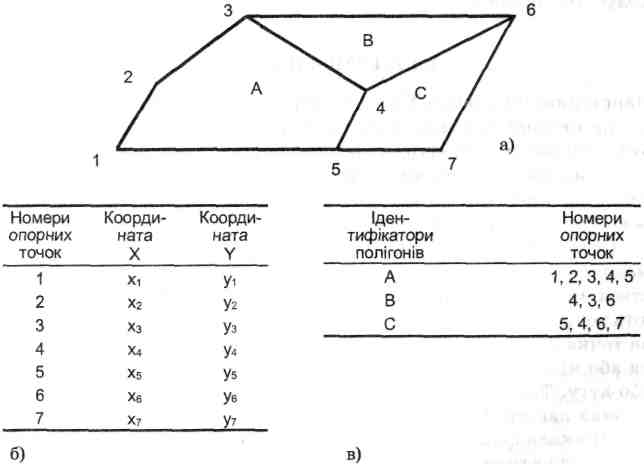 3
6
B
2
A
C
4
а)
1
5
7
Номери Коорди- Коорди-
опорних ната ната
точок X Y
1 x₁ y₁
2 x₂ y₂
3 x₃ y₃
4 x₄ y₄
5 x₅ y₅
6 x₆ y₆
7 x₇ y₇
б)
Іден- Номери
тифікатори опорних
полігонів точок
A 1, 2, 3, 4, 5
B 4, 3, 6
C 5, 4, 6, 7
в)